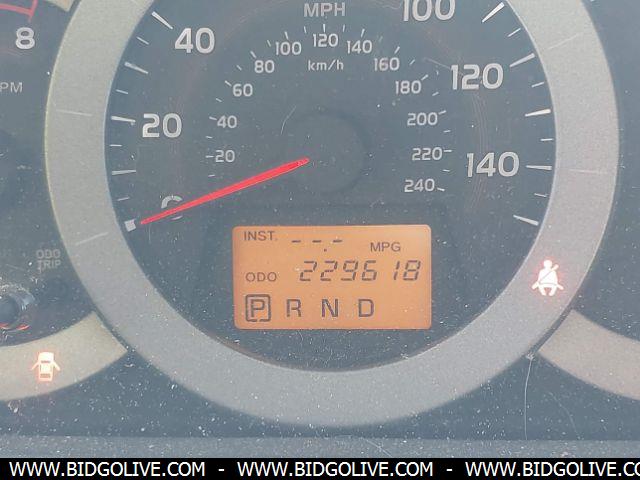 8
PM
MPH
km/h
20
40
100
120
140
20
40
60
80
100
120
140
160
180
200
220
240
INST. --.- MPG
ODO 229618
P R N D
ODO
TRIP
WWW.BIDGOLIVE.COM - WWW.BIDGOLIVE.COM - WWW.BIDGOLIVE.COM